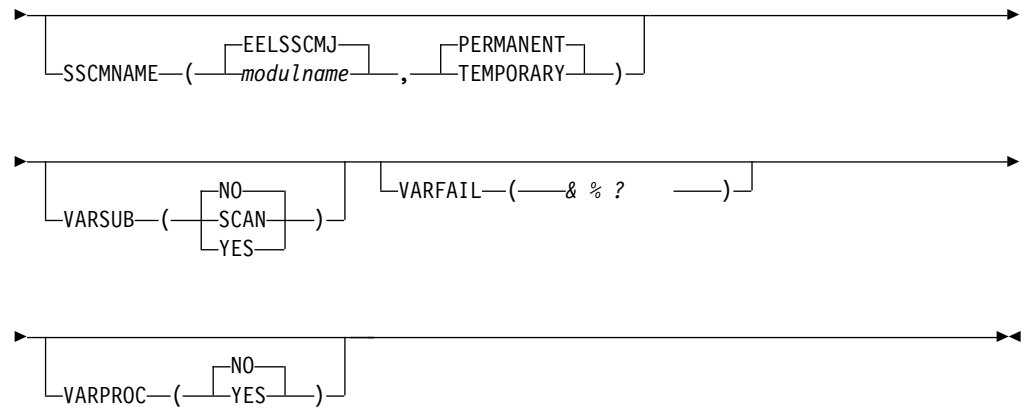 EELSSCMJ PERMANENT
SSCMNAME ( modulname , TEMPORARY )
NO VARFAIL ( & % ? )
VARSUB ( SCAN )
YES
NO
VARPROC ( YES )